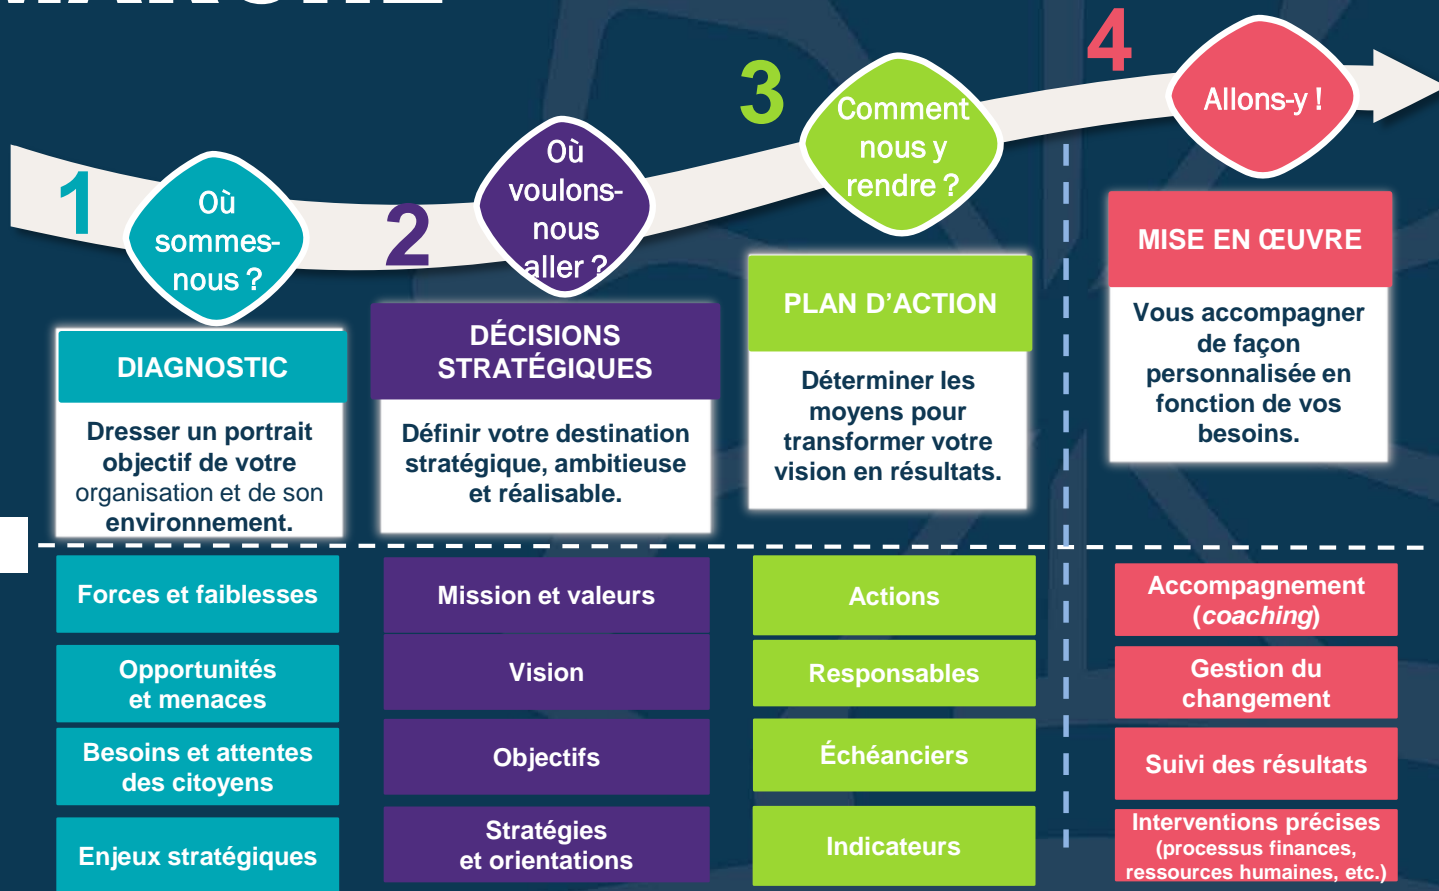 1
Où
sommes-
nous ?
DIAGNOSTIC
Dresser un portrait
objectif de votre
organisation et de son
environnement.
Forces et faiblesses
Opportunités
et menaces
Besoins et attentes
des citoyens
Enjeux stratégiques
2
Où
voulons-
nous
aller ?
DÉCISIONS
STRATÉGIQUES
Définir votre destination
stratégique, ambitieuse
et réalisable.
Mission et valeurs
Vision
Objectifs
Stratégies
et orientations
3
Comment
nous y
rendre ?
PLAN D’ACTION
Déterminer les
moyens pour
transformer votre
vision en résultats.
Actions
Responsables
Échéanciers
Indicateurs
4
Allons-y !
MISE EN ŒUVRE
Vous accompagner
de façon
personnalisée en
fonction de vos
besoins.
Accompagnement
(coaching)
Gestion du
changement
Suivi des résultats
Interventions précises
(processus finances,
ressources humaines, etc.)